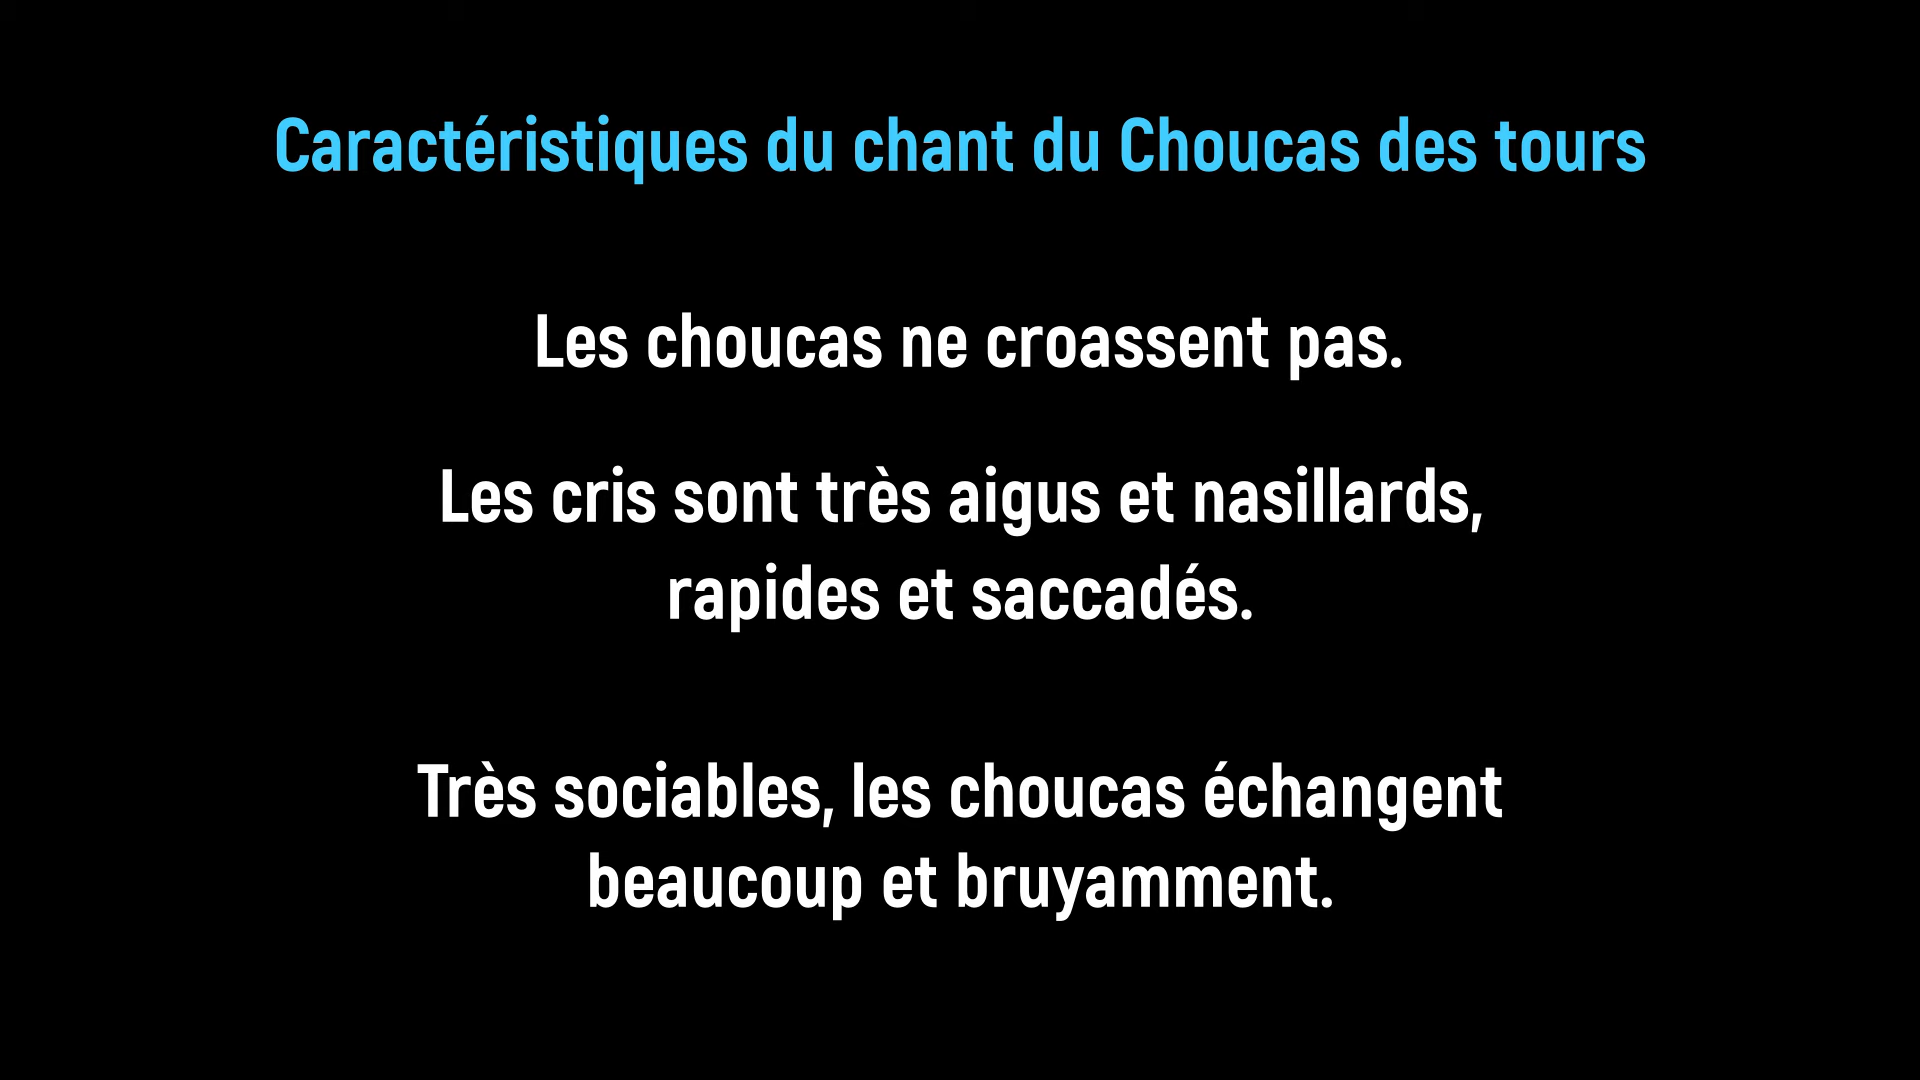 Caractéristiques du chant du Choucas des tours
Les choucas ne croassent pas.
Les cris sont très aigus et nasillards,
rapides et saccadés.
Très sociables, les choucas échangent
beaucoup et bruyamment.